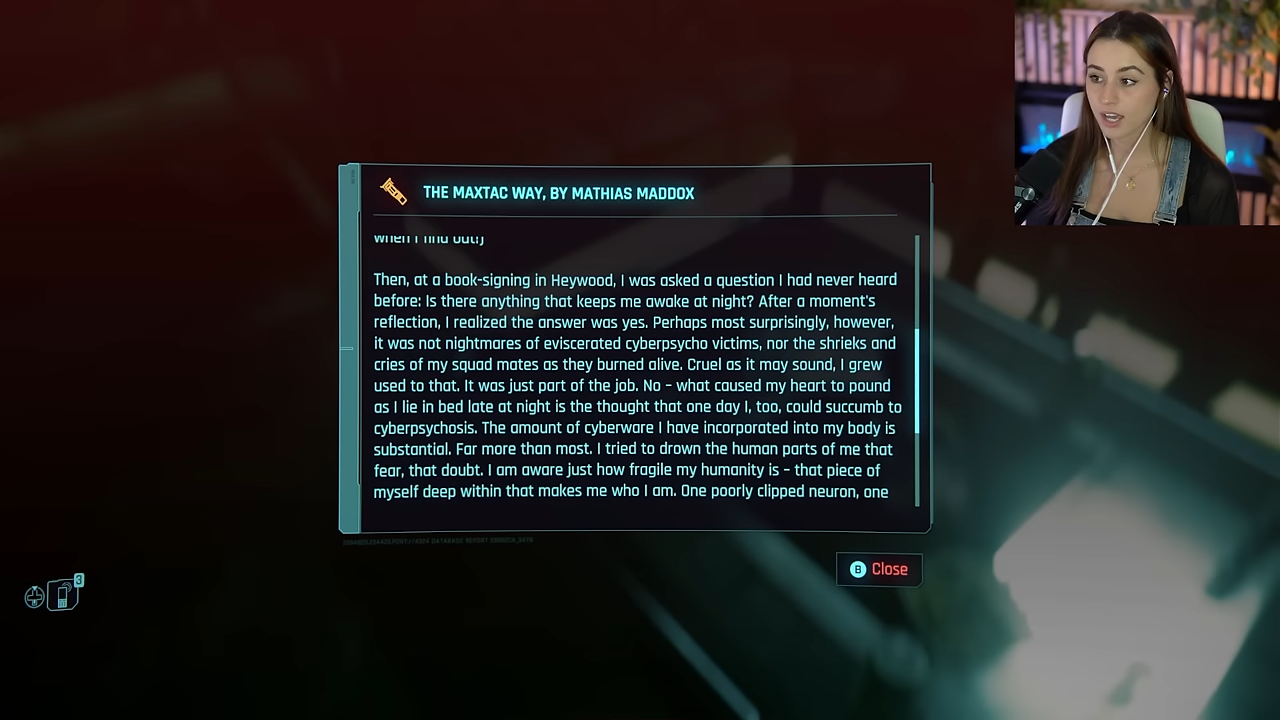 THE MAXTAC WAY, BY MATHIAS MADDOX
when I find out!)
Then, at a book-signing in Heywood, I was asked a question I had never heard
before: Is there anything that keeps me awake at night? After a moment's
reflection, I realized the answer was yes. Perhaps most surprisingly, however,
it was not nightmares of eviscerated cyberpsycho victims, nor the shrieks and
cries of my squad mates as they burned alive. Cruel as it may sound, I grew
used to that. It was just part of the job. No – what caused my heart to pound
as I lie in bed late at night is the thought that one day I, too, could succumb to
cyberpsychosis. The amount of cyberware I have incorporated into my body is
substantial. Far more than most. I tried to drown the human parts of me that
fear, that doubt. I am aware just how fragile my humanity is – that piece of
myself deep within that makes me who I am. One poorly clipped neuron, one
B Close
3